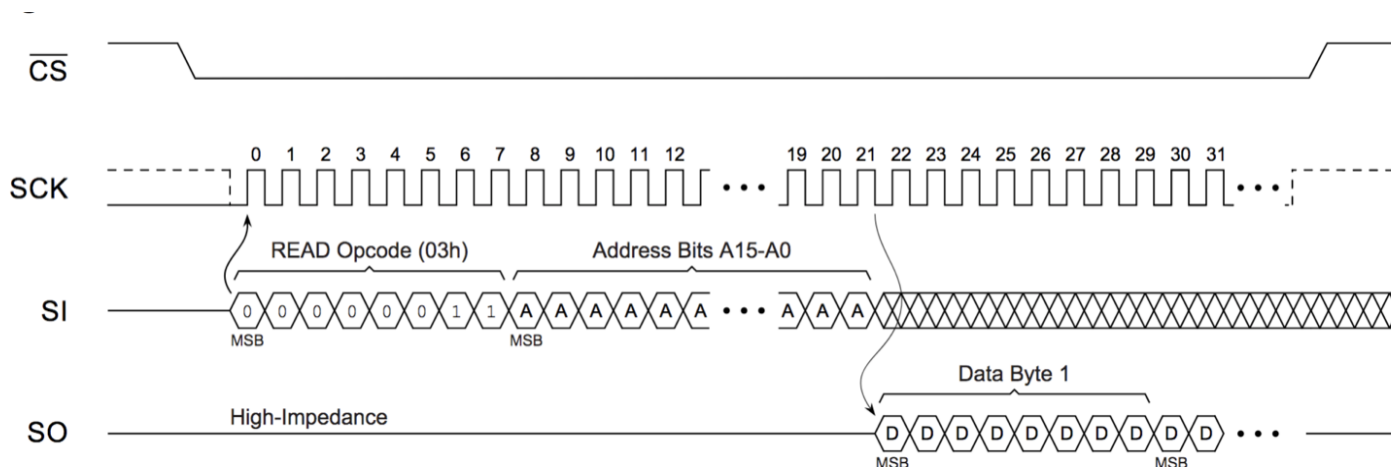 CS
SCK
0 1 2 3 4 5 6 7 8 9 10 11 12 ••• 19 20 21 22 23 24 25 26 27 28 29 30 31 •••
READ Opcode (03h)
Address Bits A15-A0
SI
0 0 0 0 0 0 1 1 A A A A A A ••• A A A
MSB
MSB
Data Byte 1
SO
High-Impedance
D D D D D D D D D D •••
MSB
MSB